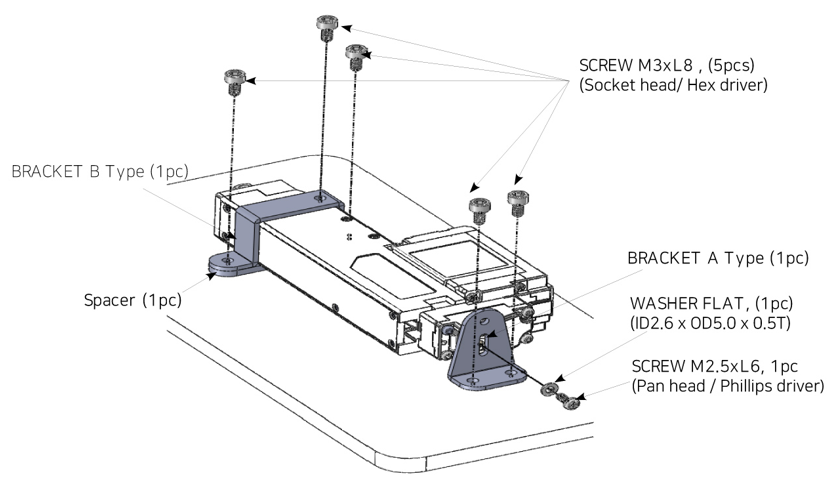 SCREW M3xL8 , (5pcs)
(Socket head/ Hex driver)
BRACKET B Type (1pc)
BRACKET A Type (1pc)
Spacer (1pc)
WASHER FLAT, (1pc)
(ID2.6 x OD5.0 x 0.5T)
SCREW M2.5xL6, 1pc
(Pan head / Phillips driver)